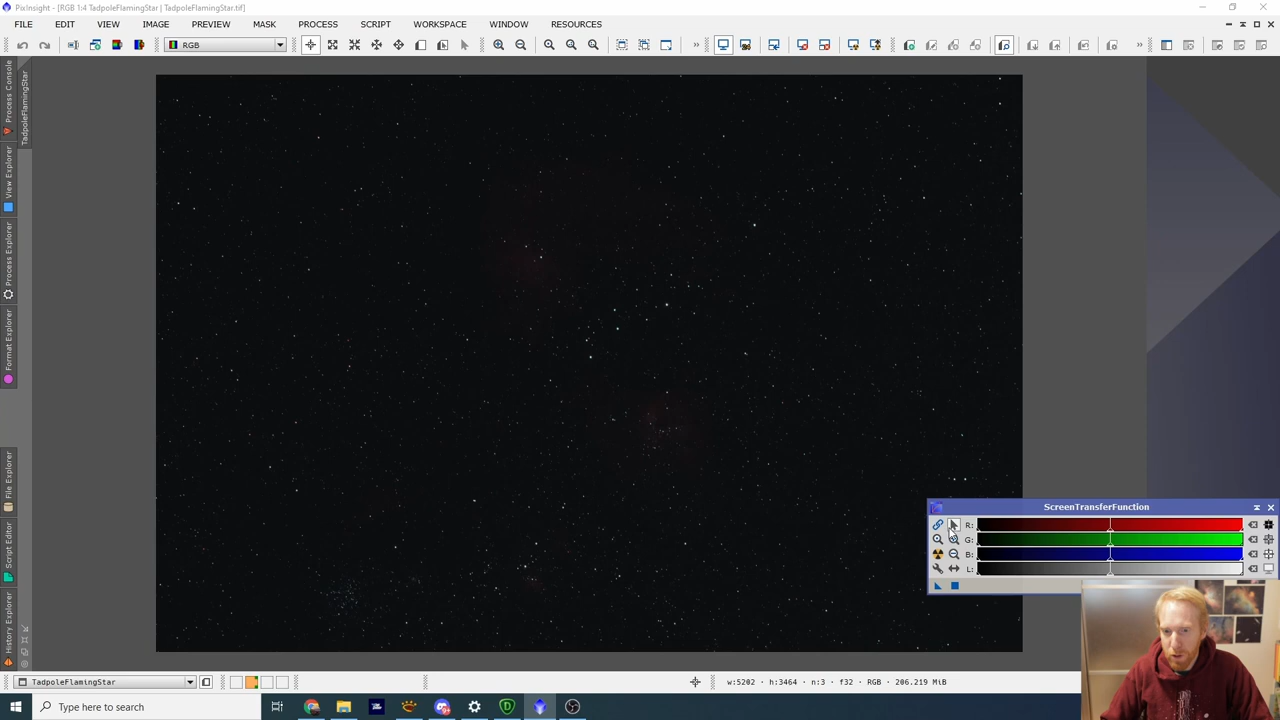 PixInsight - [RGB 1:4 TadpoleFlamingStar | TadpoleFlamingStar.tif]
FILE EDIT VIEW IMAGE PREVIEW MASK PROCESS SCRIPT WORKSPACE WINDOW RESOURCES
RGB
Process Console
View Explorer
Process Explorer
Format Explorer
File Explorer
Script Editor
History Explorer
TadpoleFlamingStar
ScreenTransferFunction
R:
G:
B:
L:
TadpoleFlamingStar
w:5202 · h:3464 · n:3 · f32 · RGB · 206.219 MiB
Type here to search